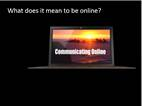 What does it mean to be online?
Communicating Online